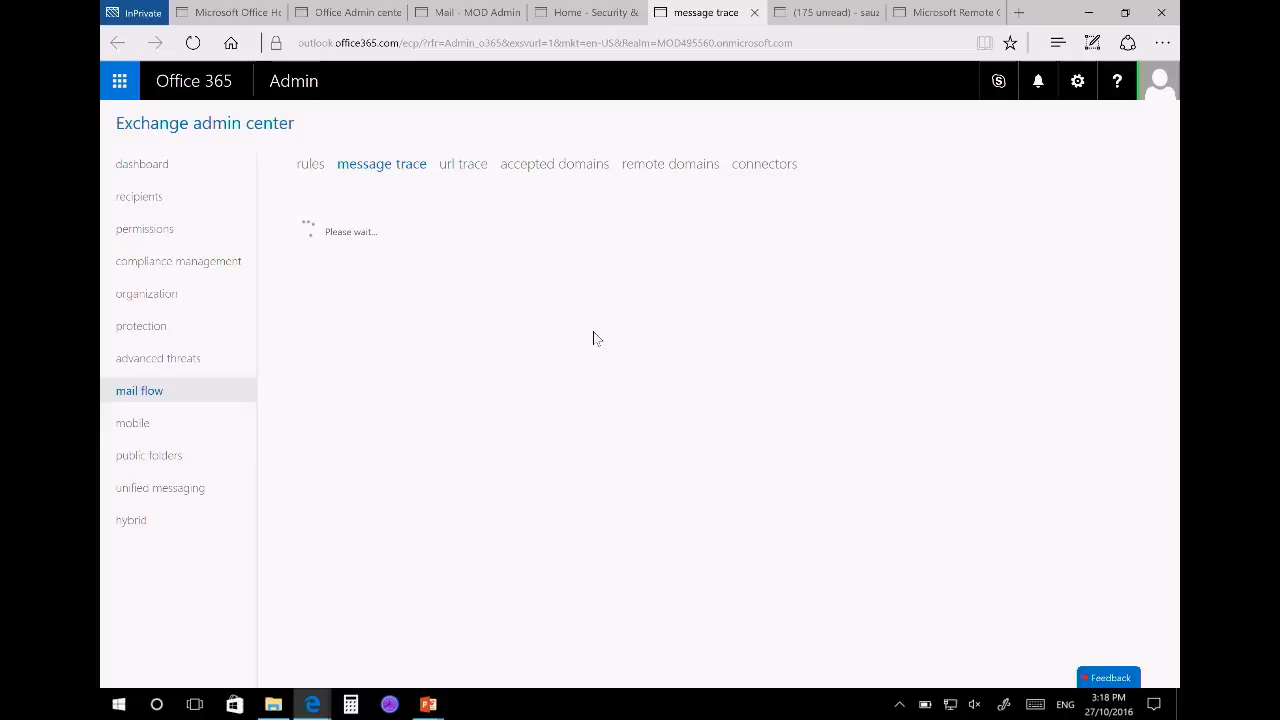 InPrivate
Microsoft Office Ho
Office Admin cente
Mail - MOD Admin
Home - Security &
message trace
(175 unread) - sauz
Microsoft Remote C
outlook.office365.com/ecp/?rfr=Admin_o365&exsvurl=1&mkt=en-US&Realm=MOD495560.onmicrosoft.com
Office 365
Admin
Exchange admin center
dashboard
recipients
permissions
compliance management
organization
protection
advanced threats
mail flow
mobile
public folders
unified messaging
hybrid
rules message trace url trace accepted domains remote domains connectors
Please wait...
Feedback
ENG
3:18 PM
27/10/2016